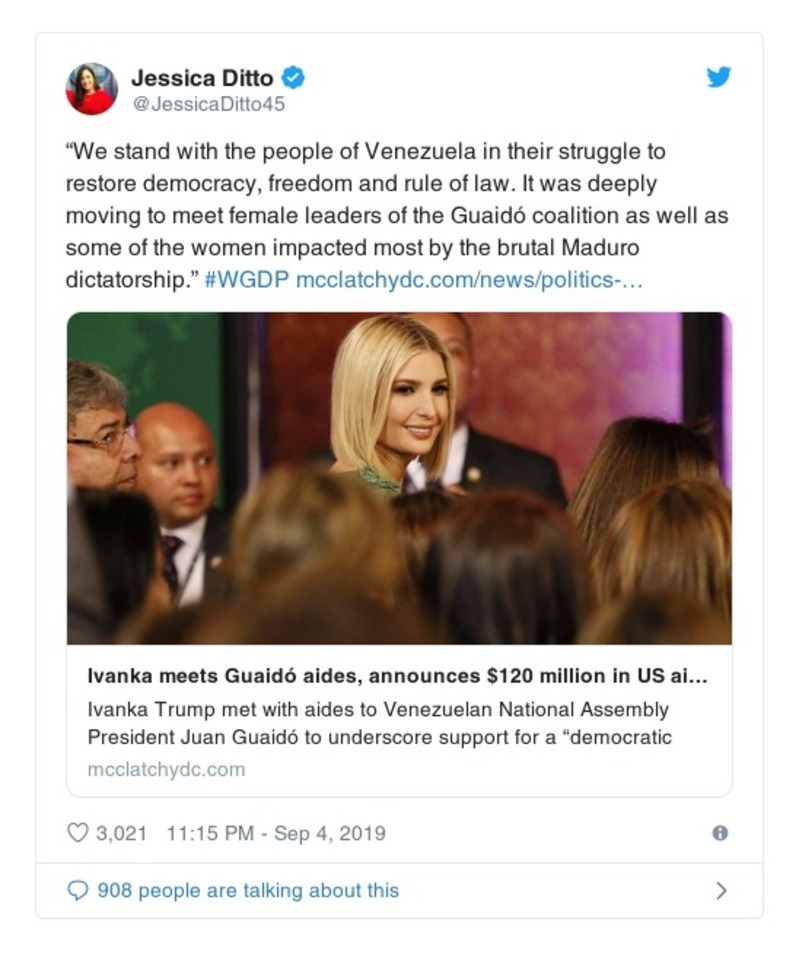 Jessica Ditto
@JessicaDitto45
“We stand with the people of Venezuela in their struggle to
restore democracy, freedom and rule of law. It was deeply
moving to meet female leaders of the Guaidó coalition as well as
some of the women impacted most by the brutal Maduro
dictatorship.” #WGDP mcclatchydc.com/news/politics-…
Ivanka meets Guaidó aides, announces $120 million in US ai...
Ivanka Trump met with aides to Venezuelan National Assembly
President Juan Guaidó to underscore support for a “democratic
mcclatchydc.com
3,021 11:15 PM - Sep 4, 2019
908 people are talking about this